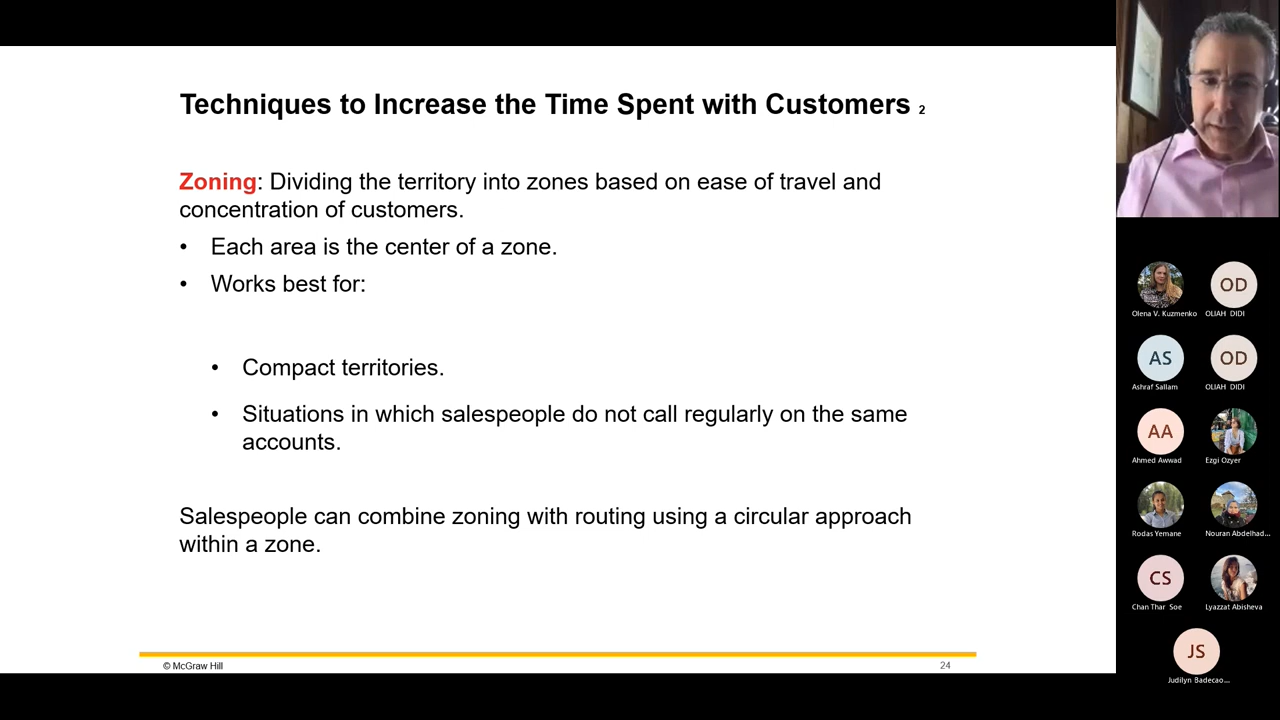 Techniques to Increase the Time Spent with Customers 2
Zoning: Dividing the territory into zones based on ease of travel and
concentration of customers.
• Each area is the center of a zone.
• Works best for:
• Compact territories.
• Situations in which salespeople do not call regularly on the same
accounts.
Salespeople can combine zoning with routing using a circular approach
within a zone.
© McGraw Hill
24
OD
Olena V. Kuzmenko
OLIAH DIDI
AS
OD
Ashraf Sallam
OLIAH DIDI
AA
Ahmed Awwad
Ezgi Ozyer
Rodas Yemane
Nouran Abdelhad...
CS
Chan Thar Soe
Lyazzat Abisheva
JS
Judilyn Badecao...